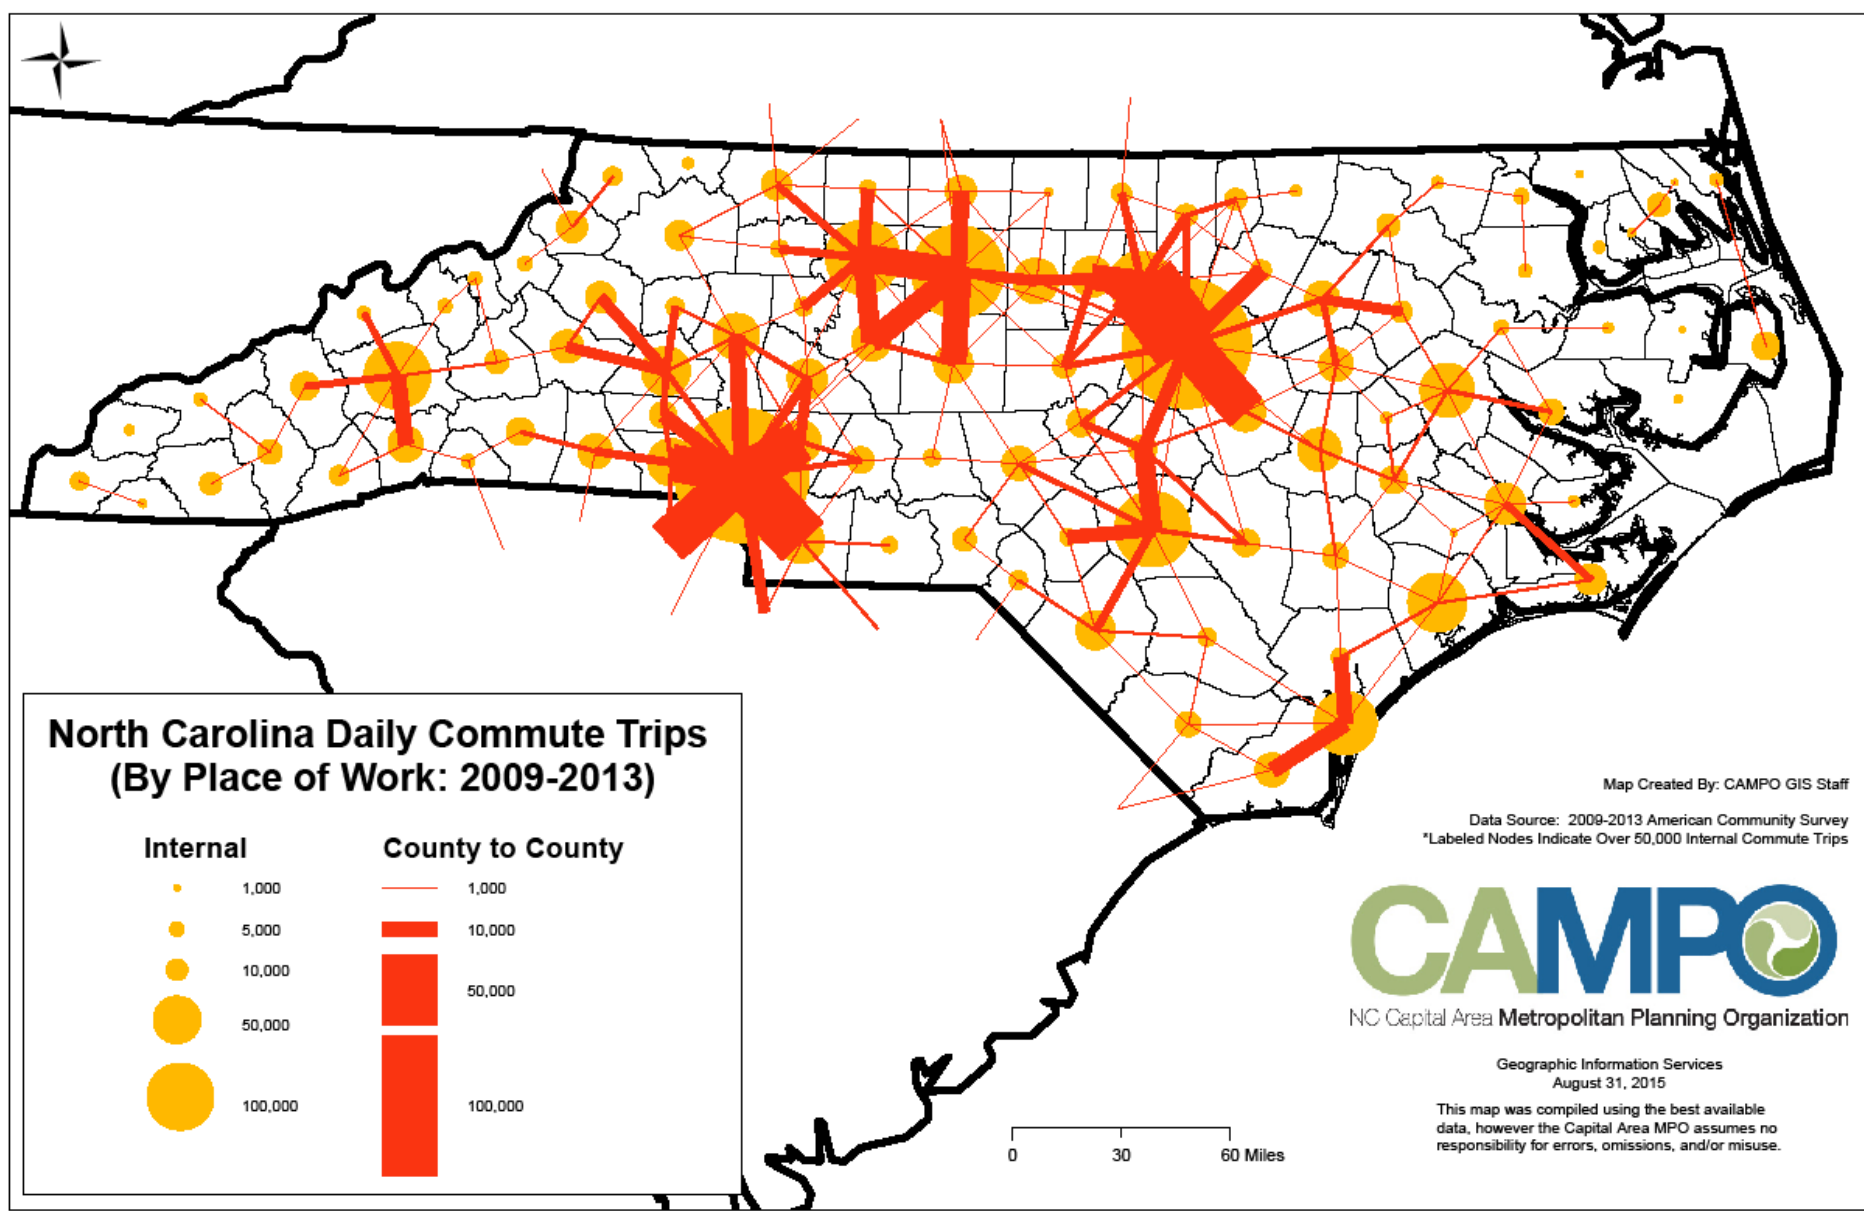 North Carolina Daily Commute Trips
(By Place of Work: 2009-2013)
Internal
County to County
1,000
1,000
5,000
10,000
10,000
50,000
50,000
100,000
100,000
Map Created By: CAMPO GIS Staff
Data Source:  2009-2013 American Community Survey
*Labeled Nodes Indicate Over 50,000 Internal Commute Trips
CAMPO
NC Capital Area Metropolitan Planning Organization
Geographic Information Services
August 31, 2015
This map was compiled using the best available
data, however the Capital Area MPO assumes no
responsibility for errors, omissions, and/or misuse.
0 30 60 Miles